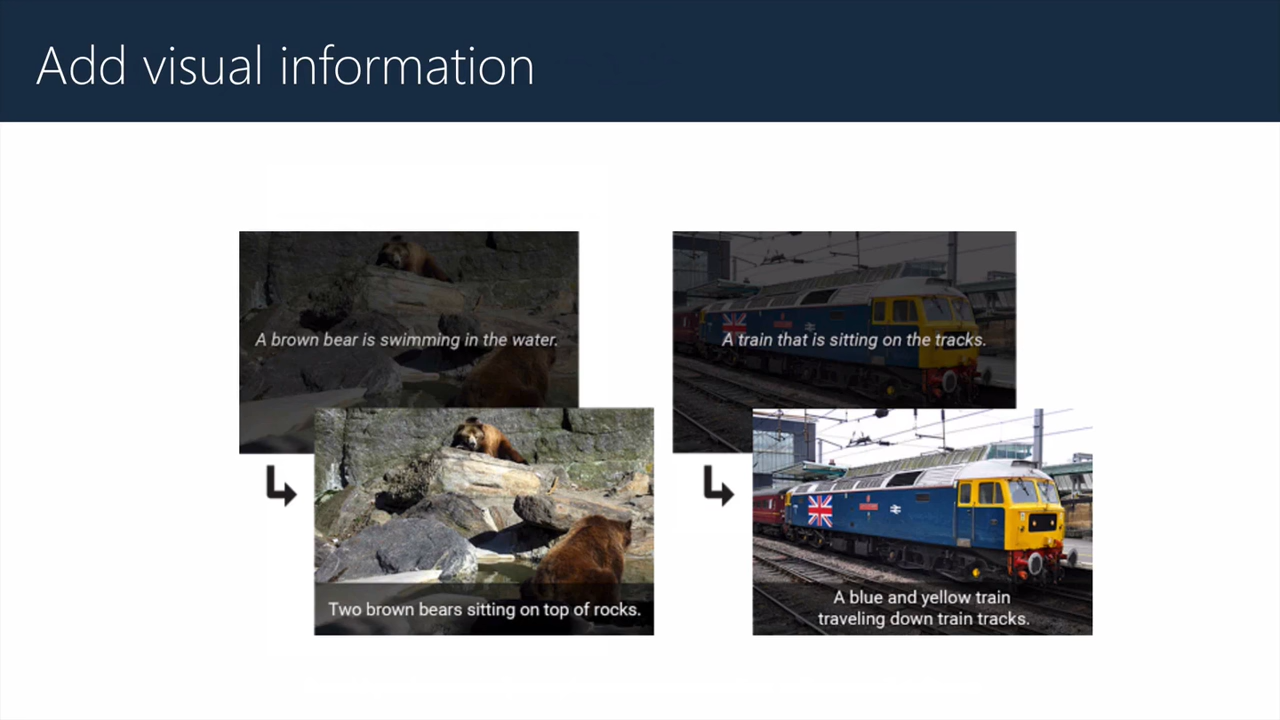 Add visual information
A brown bear is swimming in the water.
Two brown bears sitting on top of rocks.
A train that is sitting on the tracks.
A blue and yellow train
traveling down train tracks.